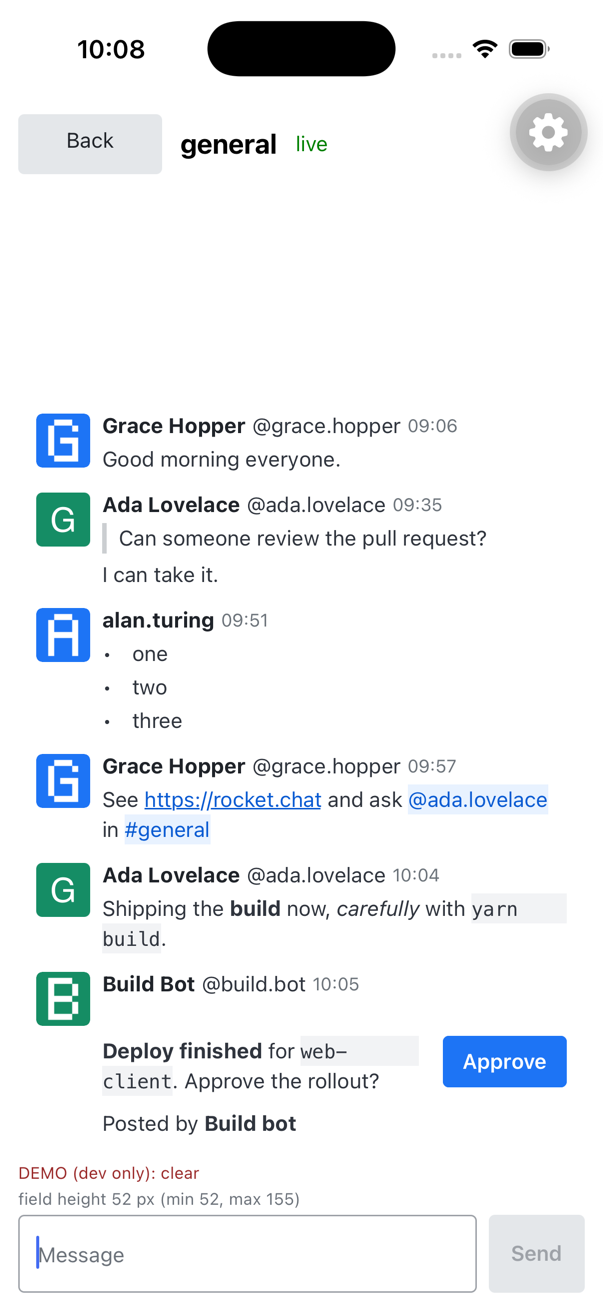 10:08
Back
general live
G
Grace Hopper @grace.hopper 09:06
Good morning everyone.
G
Ada Lovelace @ada.lovelace 09:35
Can someone review the pull request?
I can take it.
A
alan.turing 09:51
• one
• two
• three
G
Grace Hopper @grace.hopper 09:57
See https://rocket.chat and ask @ada.lovelace
in #general
G
Ada Lovelace @ada.lovelace 10:04
Shipping the build now, carefully with yarn
build.
B
Build Bot @build.bot 10:05
Deploy finished for web-
client. Approve the rollout?
Approve
Posted by Build bot
DEMO (dev only): clear
field height 52 px (min 52, max 155)
Message
Send